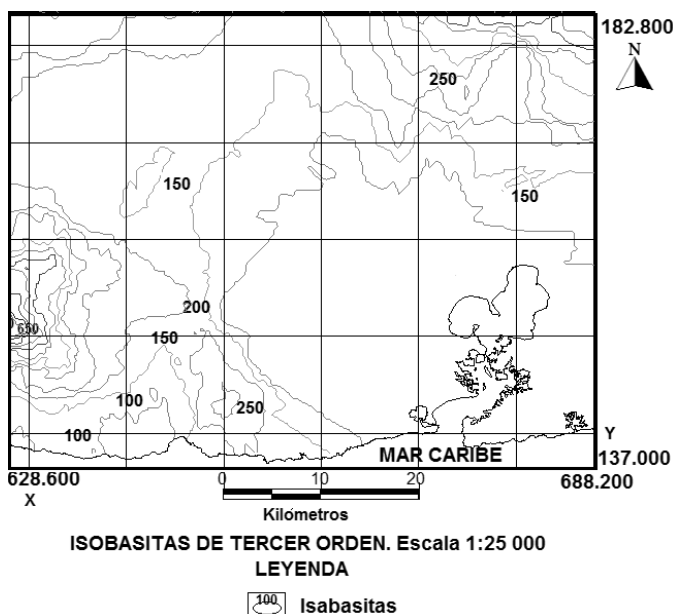 182.800
N
250
150
150
200
650
150
100
250
100
Y
MAR CARIBE
137.000
628.600
0
10
20
688.200
X
Kilómetros
ISOBASITAS DE TERCER ORDEN. Escala 1:25 000
LEYENDA
100
Isabasitas